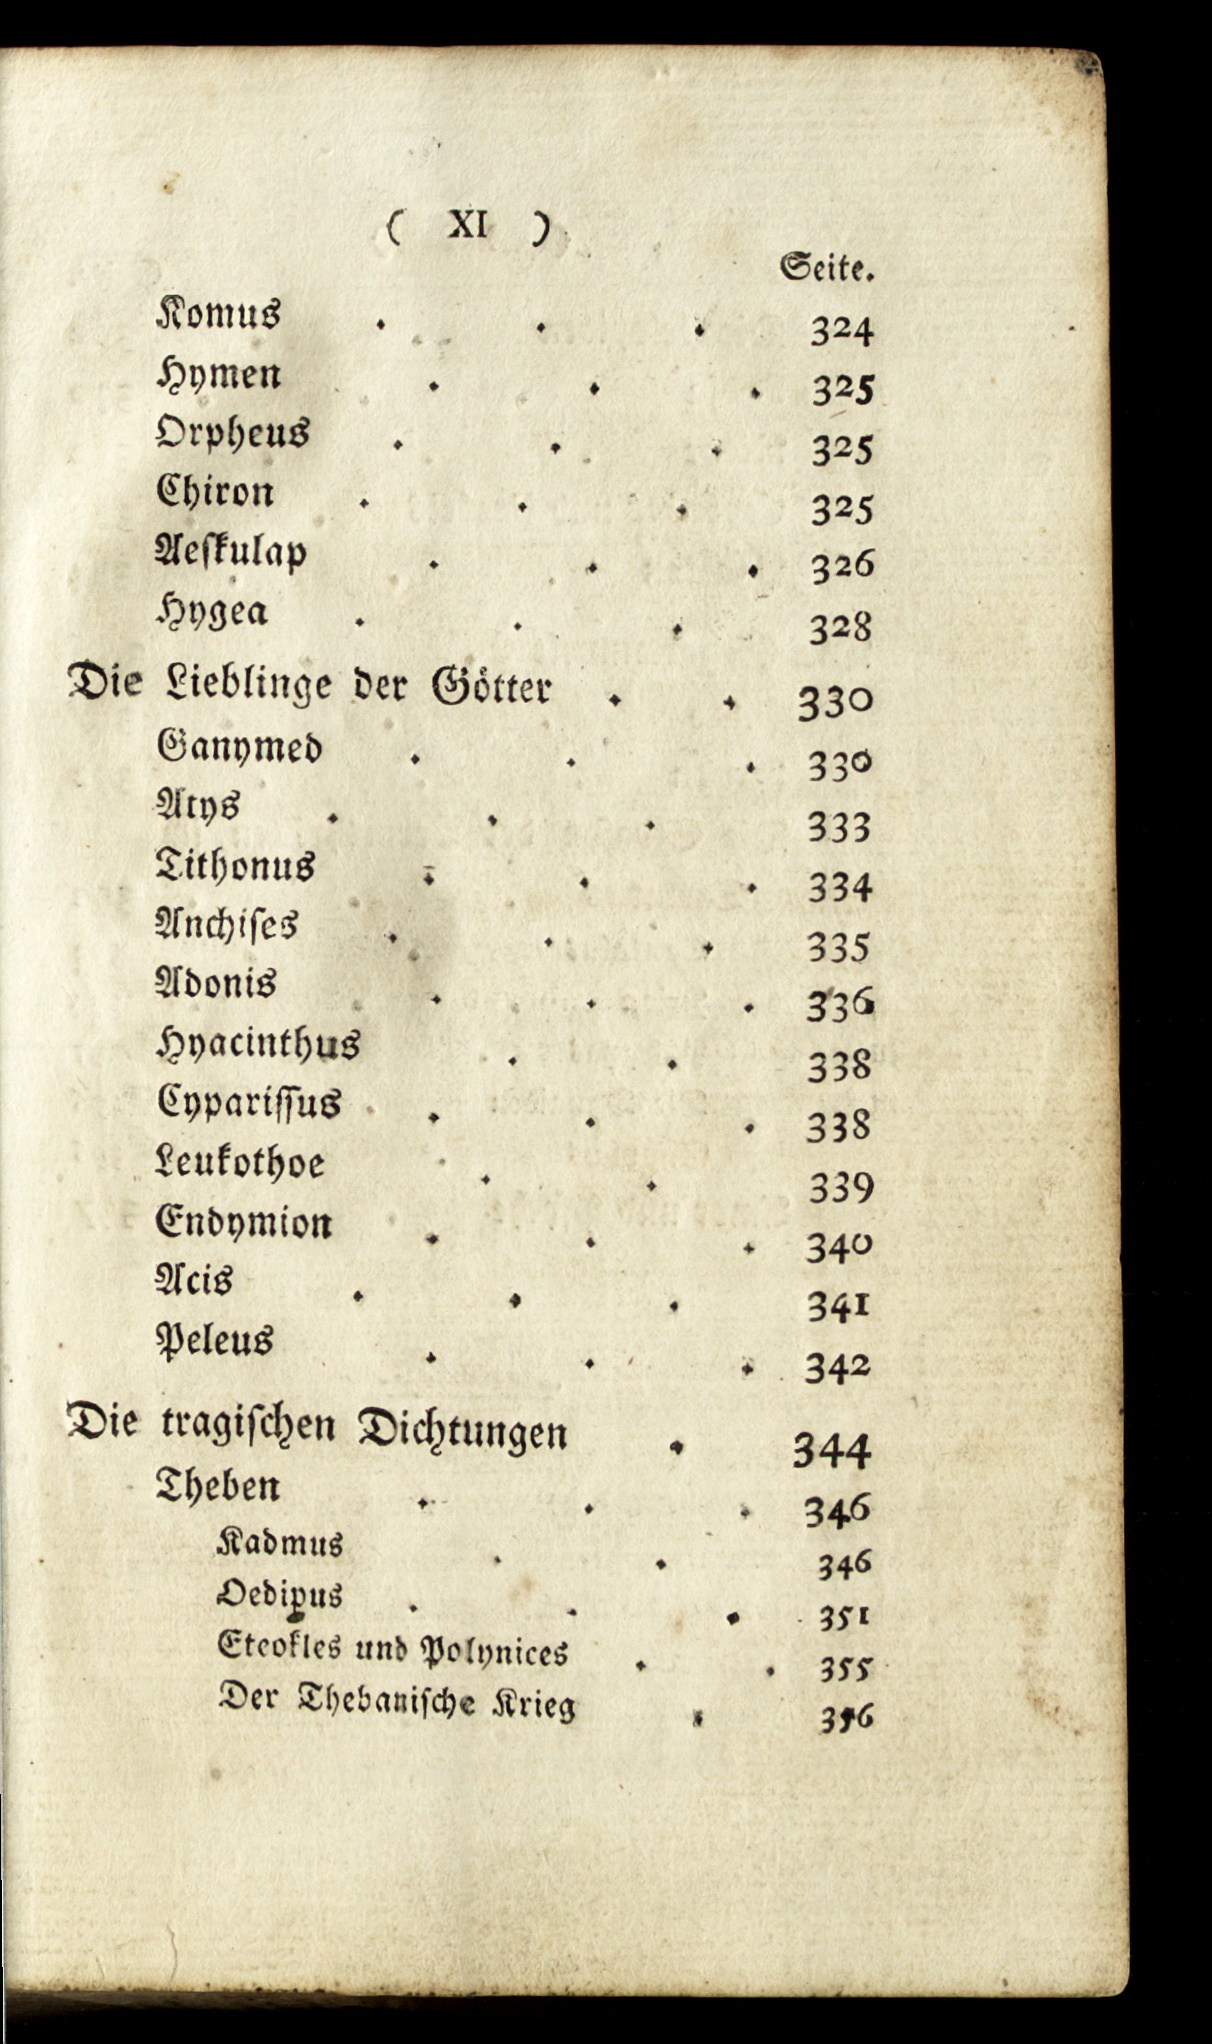 ( XI )
Seite.
Komus . . . 324
Hymen . . . 325
Orpheus . . . 325
Chiron . . . 325
Aeſkulap . . . 326
Hygea . . . 328
Die Lieblinge der Götter . . 330
Ganymed . . . 330
Atys . . . 333
Tithonus . . . 334
Anchiſes . . . 335
Adonis . . . 336
Hyacinthus . . 338
Cypariſſus . . . 338
Leukothoe . . 339
Endymion . . . 340
Acis . . . 341
Peleus . . . 342
Die tragiſchen Dichtungen . 344
Theben . . . 346
Kadmus . . 346
Oedipus . . . 351
Eteokles und Polynices . . 355
Der Thebaniſche Krieg . 356